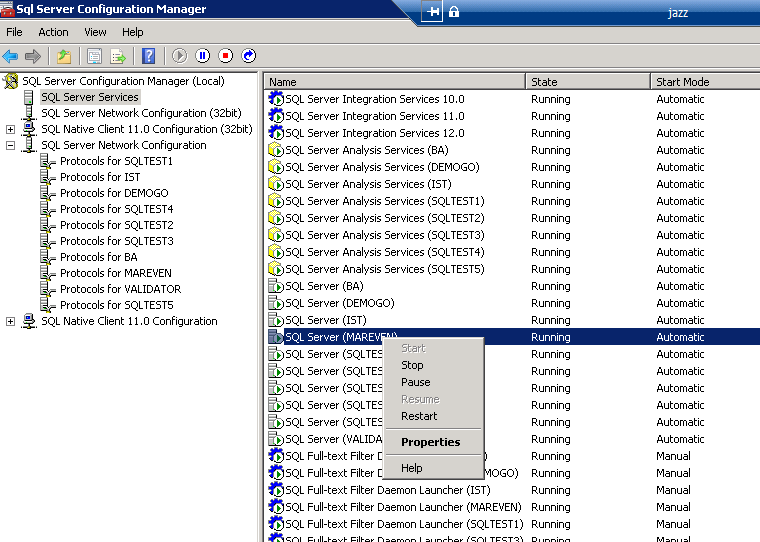 Sql Server Configuration Manager
jazz
File Action View Help
SQL Server Configuration Manager (Local)
SQL Server Services
SQL Server Network Configuration (32bit)
SQL Native Client 11.0 Configuration (32bit)
SQL Server Network Configuration
Protocols for SQLTEST1
Protocols for IST
Protocols for DEMOGO
Protocols for SQLTEST4
Protocols for SQLTEST2
Protocols for SQLTEST3
Protocols for BA
Protocols for MAREVEN
Protocols for VALIDATOR
Protocols for SQLTEST5
SQL Native Client 11.0 Configuration
Name State Start Mode
SQL Server Integration Services 10.0 Running Automatic
SQL Server Integration Services 11.0 Running Automatic
SQL Server Integration Services 12.0 Running Automatic
SQL Server Analysis Services (BA) Running Automatic
SQL Server Analysis Services (DEMOGO) Running Automatic
SQL Server Analysis Services (IST) Running Automatic
SQL Server Analysis Services (SQLTEST1) Running Automatic
SQL Server Analysis Services (SQLTEST2) Running Automatic
SQL Server Analysis Services (SQLTEST3) Running Automatic
SQL Server Analysis Services (SQLTEST4) Running Automatic
SQL Server Analysis Services (SQLTEST5) Running Automatic
SQL Server (BA) Running Automatic
SQL Server (DEMOGO) Running Automatic
SQL Server (IST) Running Automatic
SQL Server (MAREVEN) Running Automatic
SQL Server (SQLTES Running Automatic
SQL Server (SQLTES Running Automatic
SQL Server (SQLTES Running Automatic
SQL Server (SQLTES Running Automatic
SQL Server (SQLTES Running Automatic
SQL Server (VALIDA Running Automatic
SQL Full-text Filter D Running Manual
SQL Full-text Filter D MOGO) Running Manual
SQL Full-text Filter Daemon Launcher (IST) Running Manual
SQL Full-text Filter Daemon Launcher (MAREVEN) Running Manual
SQL Full-text Filter Daemon Launcher (SQLTEST1) Running Manual
SQL Full-text Filter Daemon Launcher (SQLTEST2) Running Manual
Start
Stop
Pause
Resume
Restart
Properties
Help